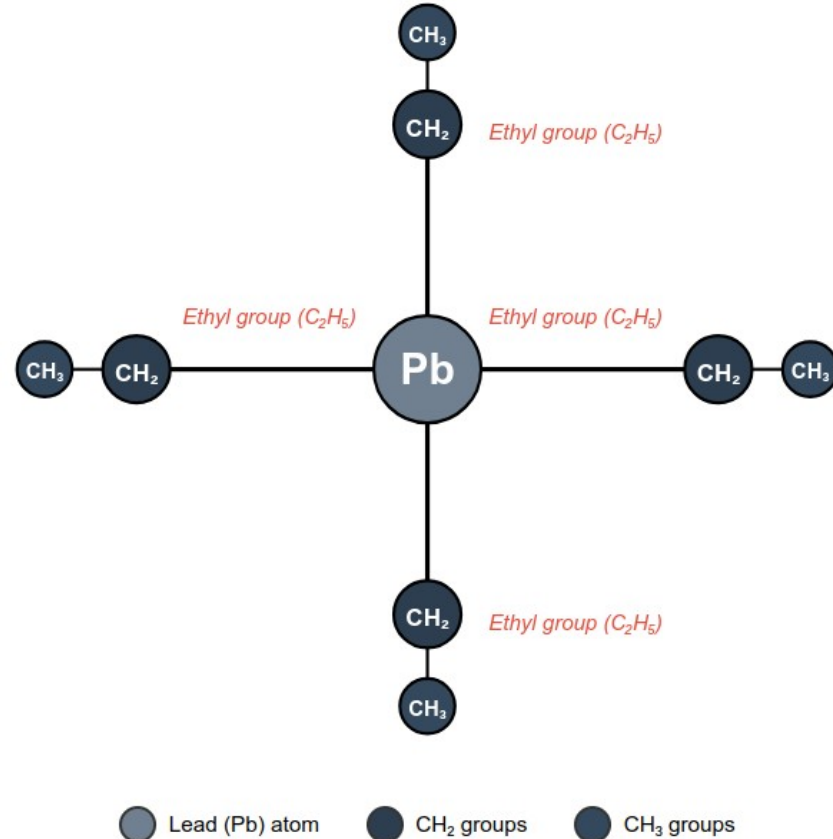 CH₃
CH₂
Ethyl group (C₂H₅)
Ethyl group (C₂H₅)
Ethyl group (C₂H₅)
CH₃
CH₂
Pb
CH₂
CH₃
CH₂
Ethyl group (C₂H₅)
CH₃
Lead (Pb) atom
CH₂ groups
CH₃ groups